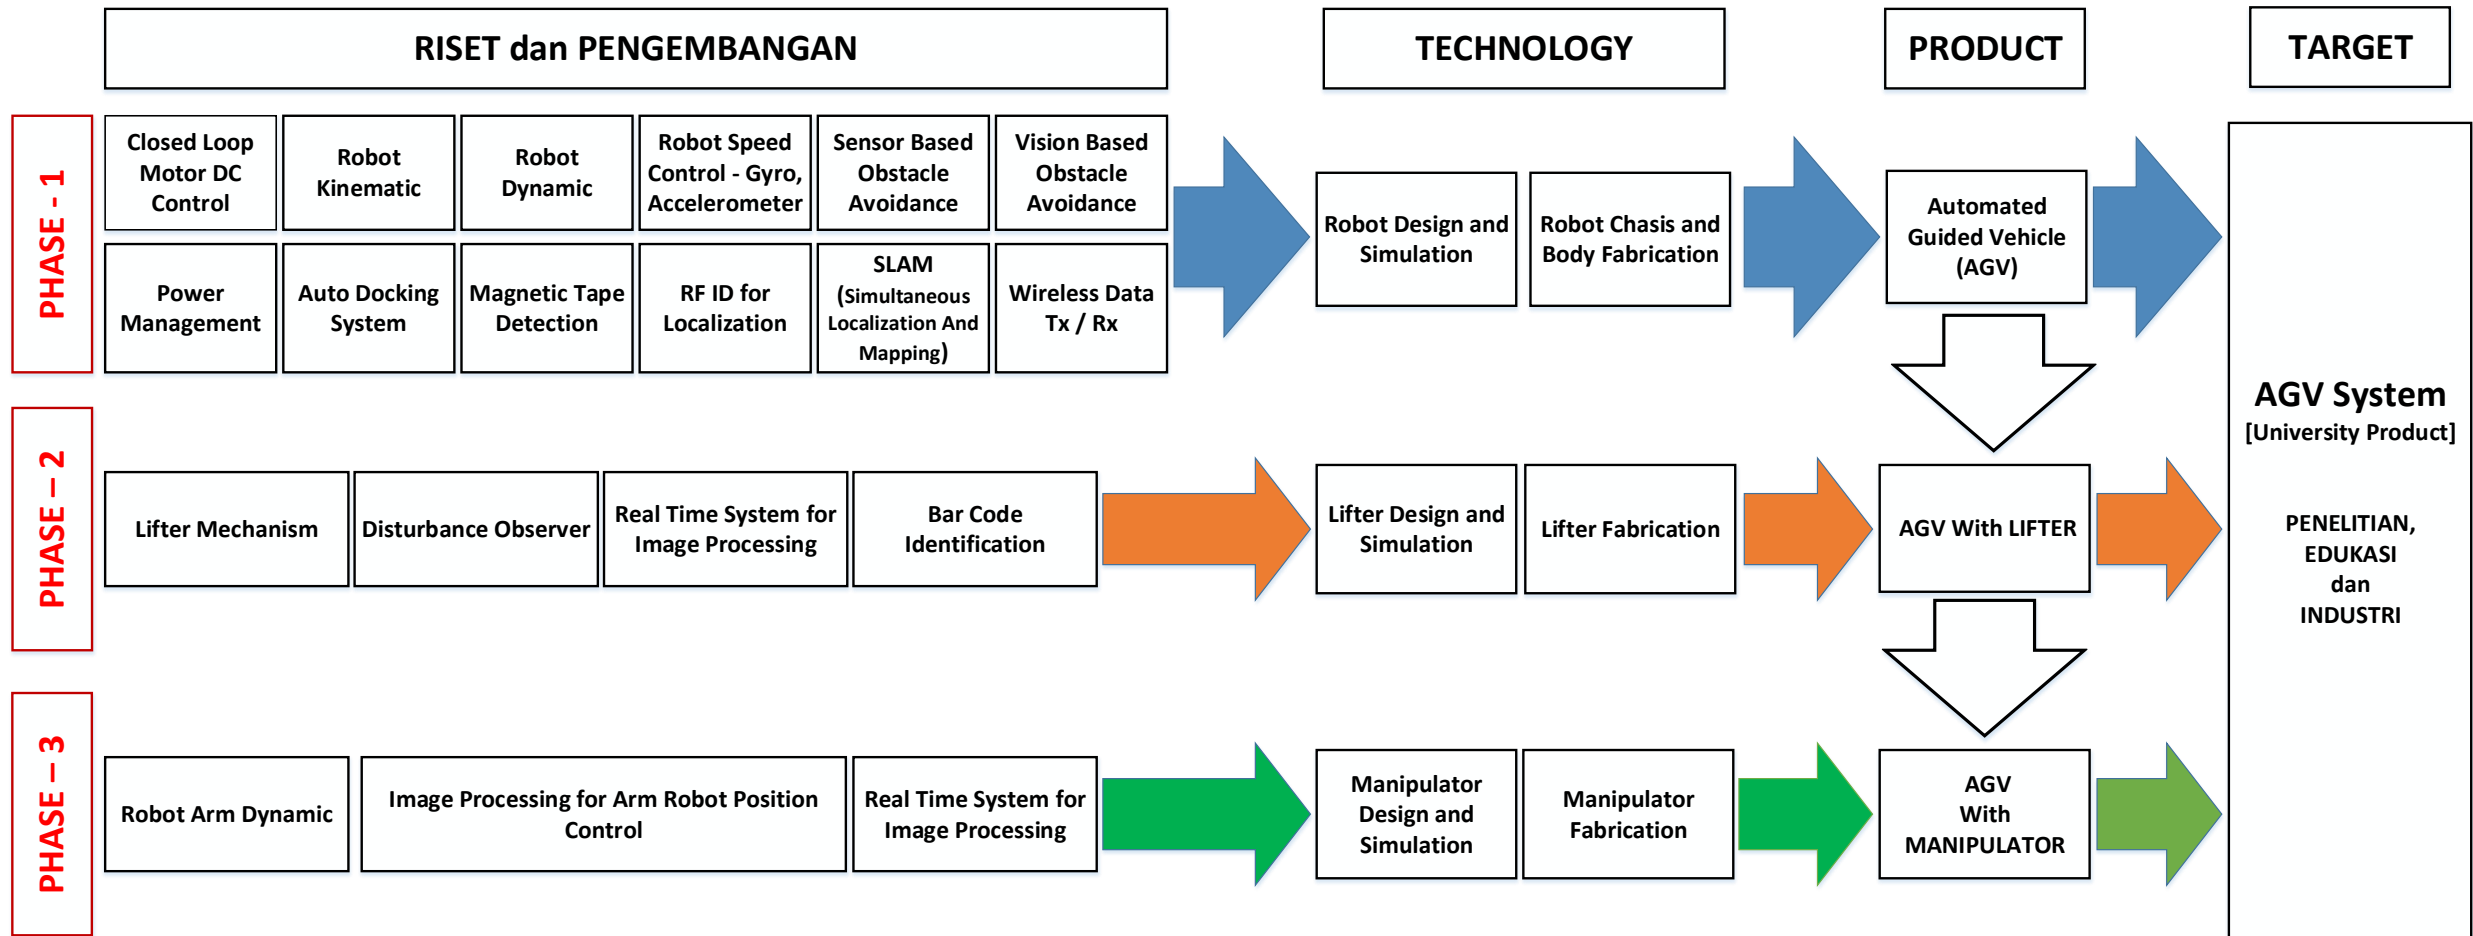 RISET dan PENGEMBANGAN
TECHNOLOGY
PRODUCT
TARGET
PHASE - 1
Closed Loop
Motor DC
Control
Robot
Kinematic
Robot
Dynamic
Robot Speed
Control - Gyro,
Accelerometer
Sensor Based
Obstacle
Avoidance
Vision Based
Obstacle
Avoidance
Power
Management
Auto Docking
System
Magnetic Tape
Detection
RF ID for
Localization
SLAM
(Simultaneous
Localization And
Mapping)
Wireless Data
Tx / Rx
Robot Design and
Simulation
Robot Chasis and
Body Fabrication
Automated
Guided Vehicle
(AGV)
PHASE – 2
Lifter Mechanism
Disturbance Observer
Real Time System for
Image Processing
Bar Code
Identification
Lifter Design and
Simulation
Lifter Fabrication
AGV With LIFTER
PHASE – 3
Robot Arm Dynamic
Image Processing for Arm Robot Position
Control
Real Time System for
Image Processing
Manipulator
Design and
Simulation
Manipulator
Fabrication
AGV
With
MANIPULATOR
AGV System
[University Product]
PENELITIAN,
EDUKASI
dan
INDUSTRI